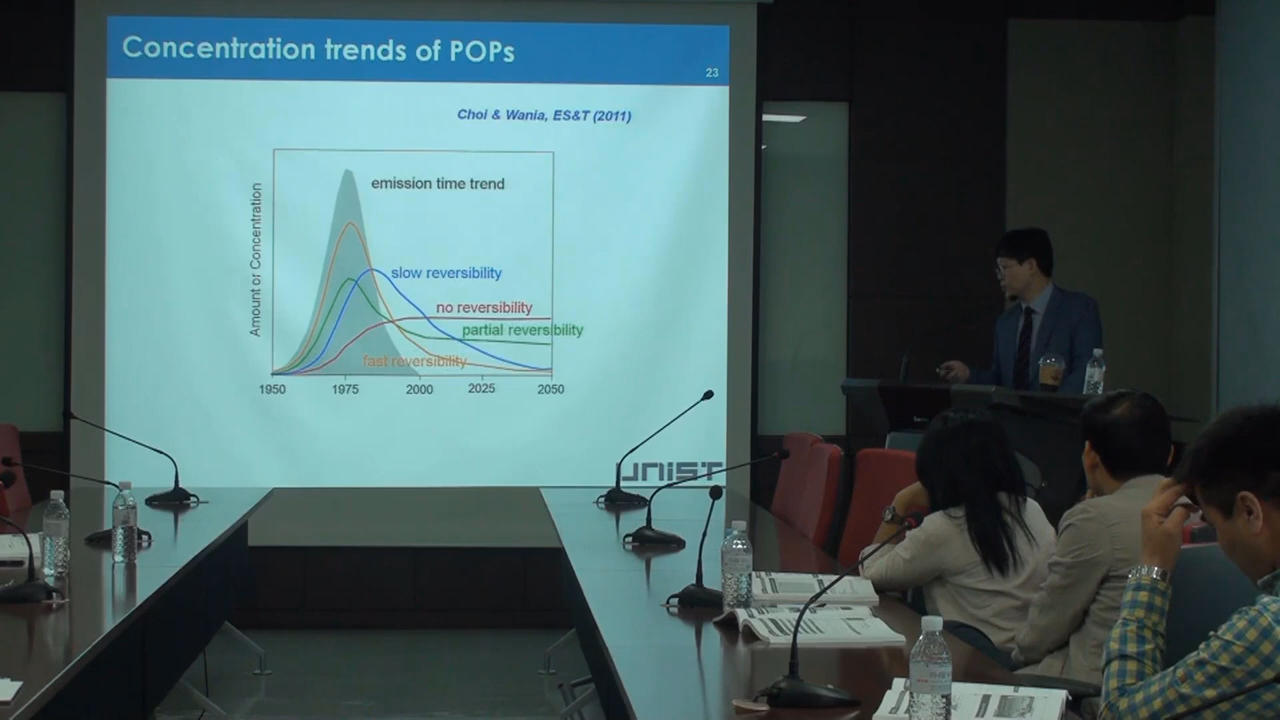 Concentration trends of POPs
23
Choi & Wania, ES&T (2011)
Amount or Concentration
emission time trend
slow reversibility
no reversibility
partial reversibility
fast reversibility
1950 1975 2000 2025 2050
UNIST